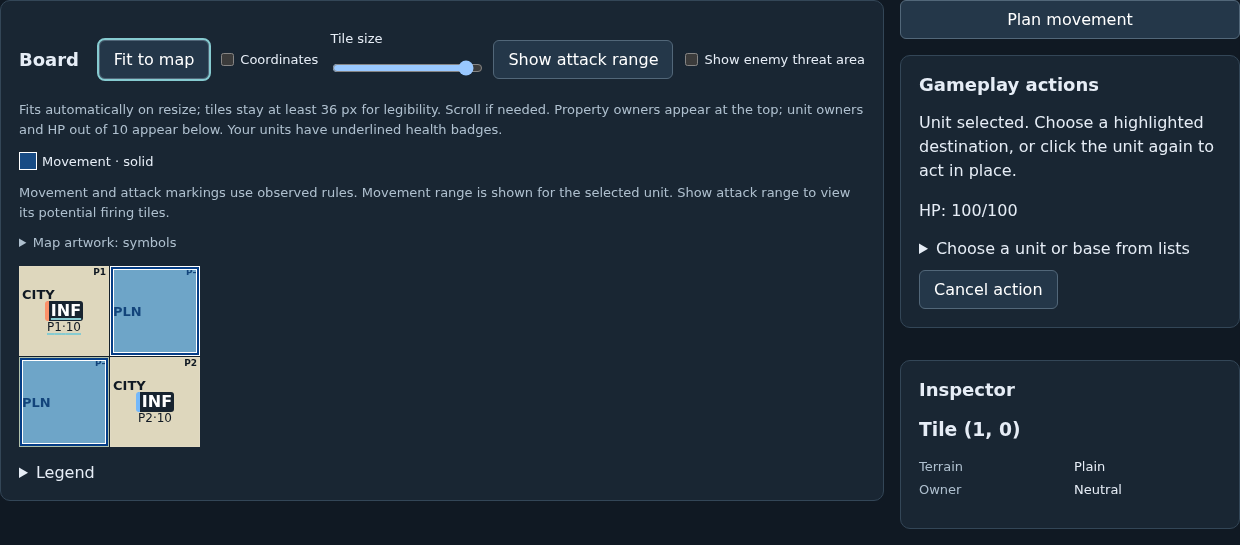 Plan movement
Board
Fit to map
Coordinates
Tile size
Show attack range
Show enemy threat area
Fits automatically on resize; tiles stay at least 36 px for legibility. Scroll if needed. Property owners appear at the top; unit owners
and HP out of 10 appear below. Your units have underlined health badges.
Movement · solid
Movement and attack markings use observed rules. Movement range is shown for the selected unit. Show attack range to view
its potential firing tiles.
Map artwork: symbols
P1
CITY
INF
P1·10
PLN
PLN
P2
CITY
INF
P2·10
Legend
Gameplay actions
Unit selected. Choose a highlighted
destination, or click the unit again to
act in place.
HP: 100/100
Choose a unit or base from lists
Cancel action
Inspector
Tile (1, 0)
Terrain Plain
Owner Neutral